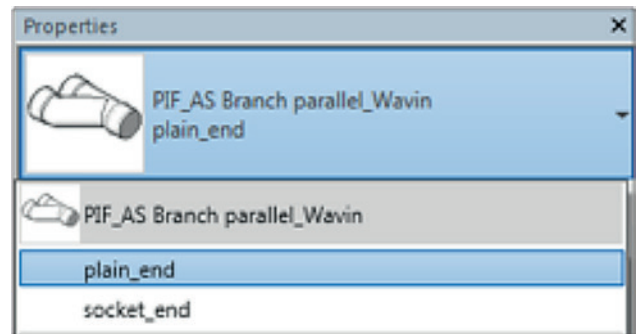 Properties
PIF_AS Branch parallel_Wavin
plain_end
PIF_AS Branch parallel_Wavin
plain_end
socket_end